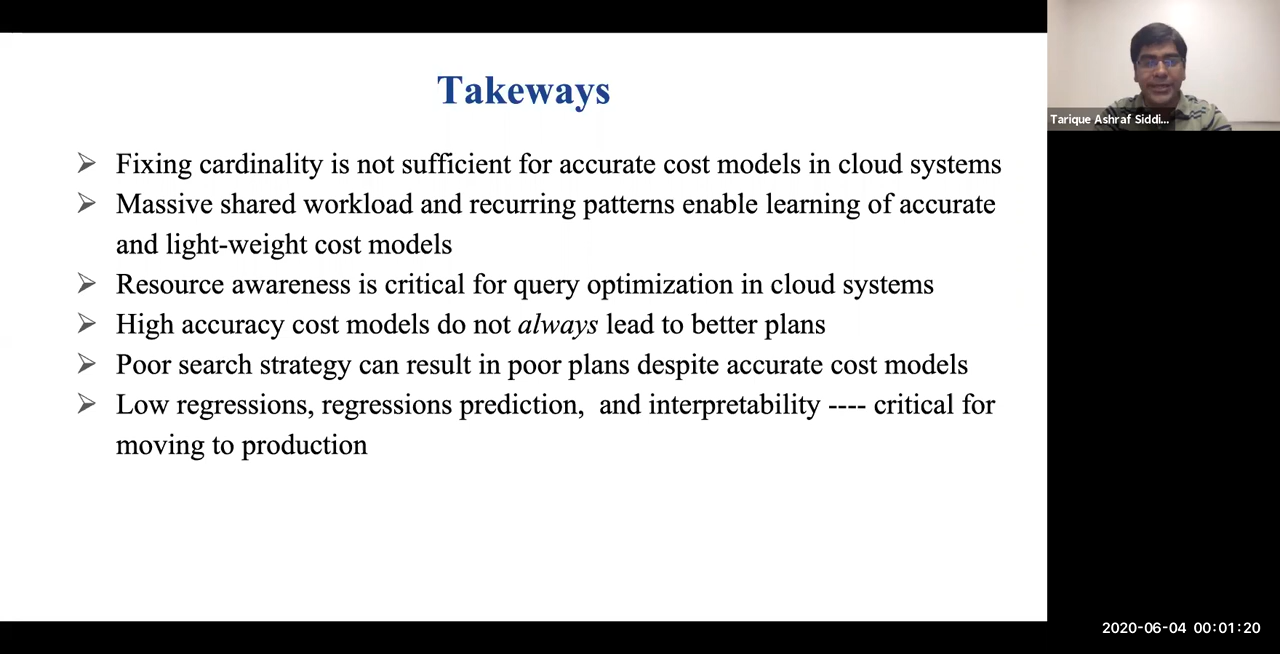 Takeways
Tarique Ashraf Siddi...
➢ Fixing cardinality is not sufficient for accurate cost models in cloud systems
➢ Massive shared workload and recurring patterns enable learning of accurate
and light-weight cost models
➢ Resource awareness is critical for query optimization in cloud systems
➢ High accuracy cost models do not always lead to better plans
➢ Poor search strategy can result in poor plans despite accurate cost models
➢ Low regressions, regressions prediction,  and interpretability ---- critical for
moving to production
2020-06-04 00:01:20